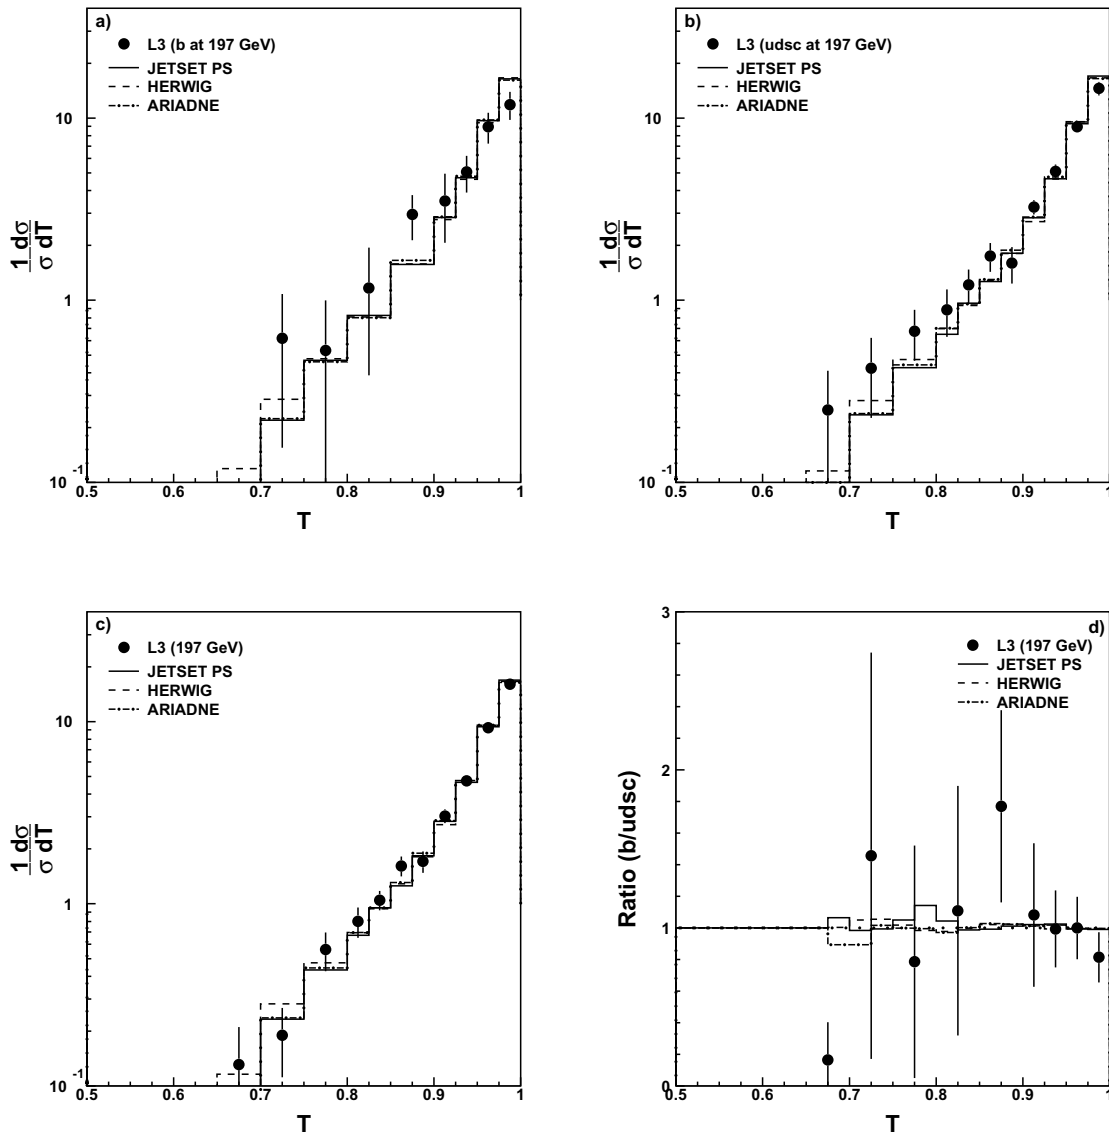 a)
L3 (b at 197 GeV)
JETSET PS
HERWIG
ARIADNE
10
1
10 -1
1 dσ
σ dT
0.5 0.6 0.7 0.8 0.9 1
T
b)
L3 (udsc at 197 GeV)
JETSET PS
HERWIG
ARIADNE
10
1
10 -1
1 dσ
σ dT
0.5 0.6 0.7 0.8 0.9 1
T
c)
L3 (197 GeV)
JETSET PS
HERWIG
ARIADNE
10
1
10 -1
1 dσ
σ dT
0.5 0.6 0.7 0.8 0.9 1
T
d)
L3 (197 GeV)
JETSET PS
HERWIG
ARIADNE
3
2
1
0
Ratio (b/udsc)
0.5 0.6 0.7 0.8 0.9 1
T